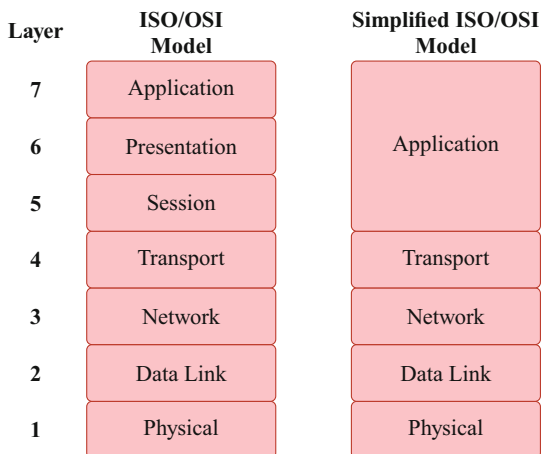 Layer ISO/OSI Model Simplified ISO/OSI Model
7 Application
6 Presentation Application
5 Session
4 Transport Transport
3 Network Network
2 Data Link Data Link
1 Physical Physical